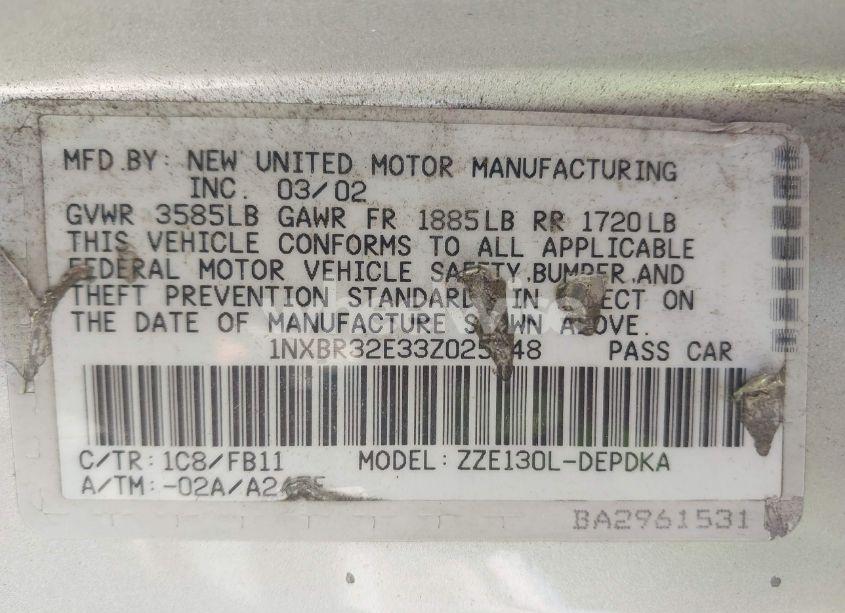 MFD.BY: NEW UNITED MOTOR MANUFACTURING
INC. 03/02
GVWR 3585LB GAWR FR 1885LB RR 1720LB
THIS VEHICLE CONFORMS TO ALL APPLICABLE
FEDERAL MOTOR VEHICLE SAFETY,BUMPER,AND
THEFT PREVENTION STANDARDS IN EFFECT ON
THE DATE OF MANUFACTURE SHOWN ABOVE.
PASS CAR
C/TR: 1C8/FB11 MODEL: ZZE130L-DEPDKA
A/TM:
BA2961531